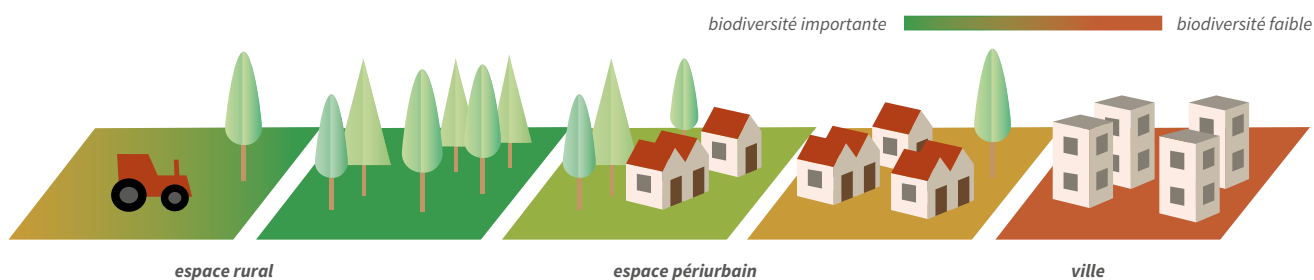 biodiversité importante biodiversité faible
espace rural espace périurbain ville